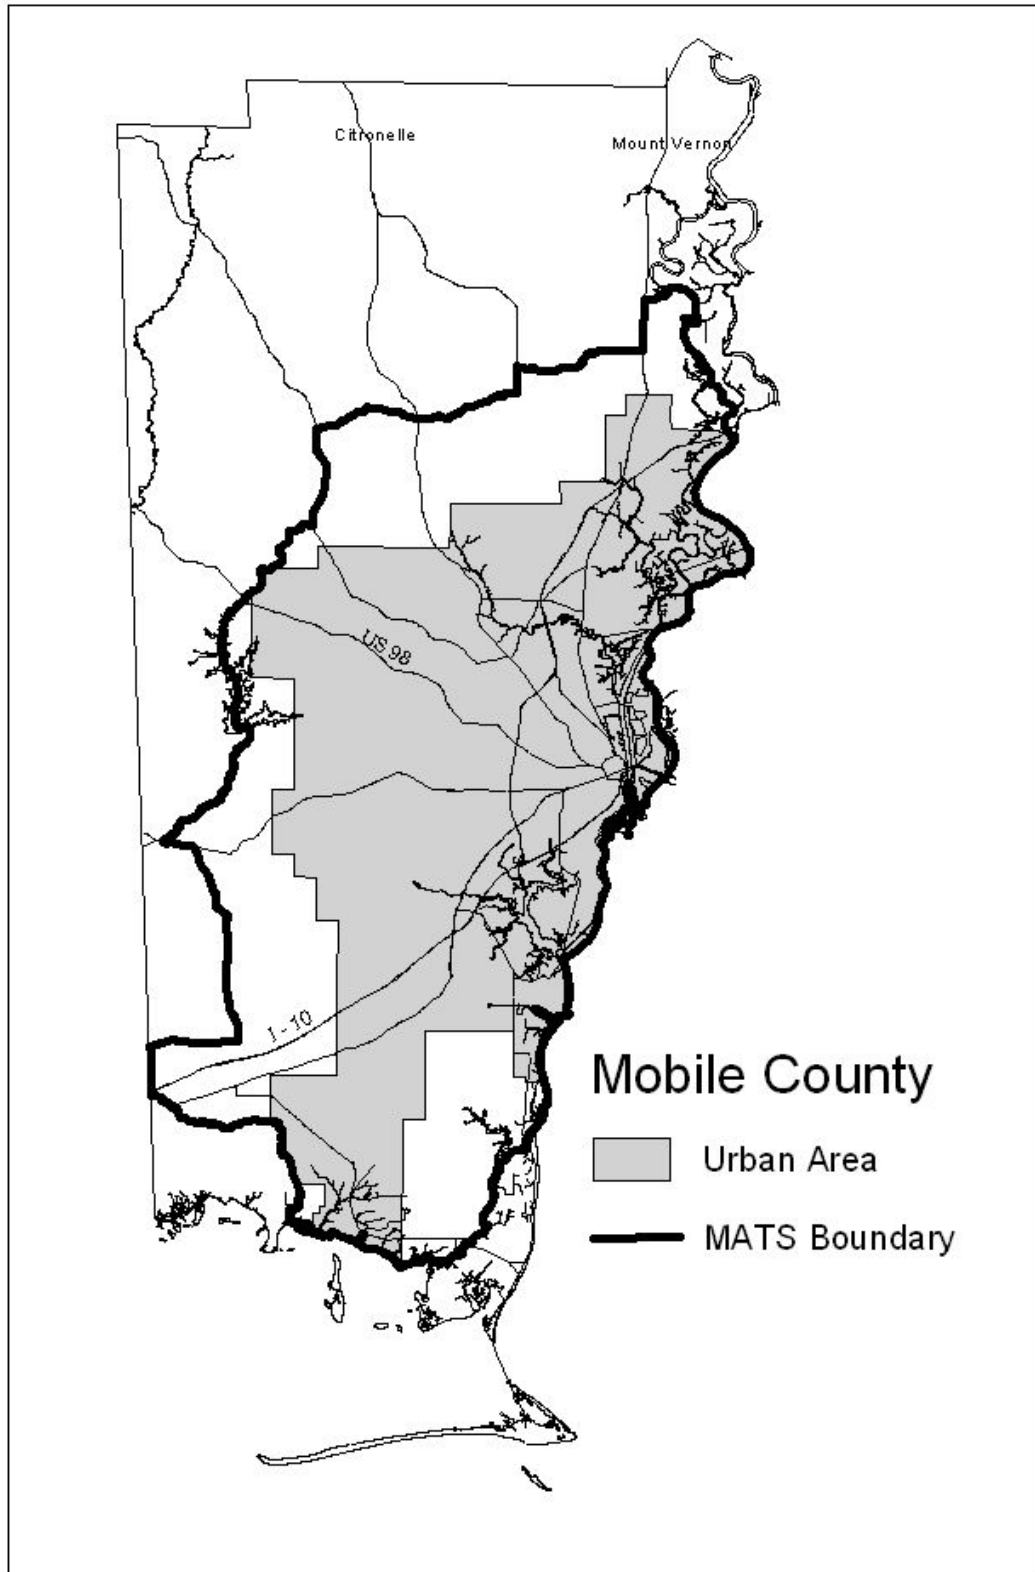 Citronelle
Mount Vernon
US 98
I-10
Mobile County
Urban Area
MATS Boundary